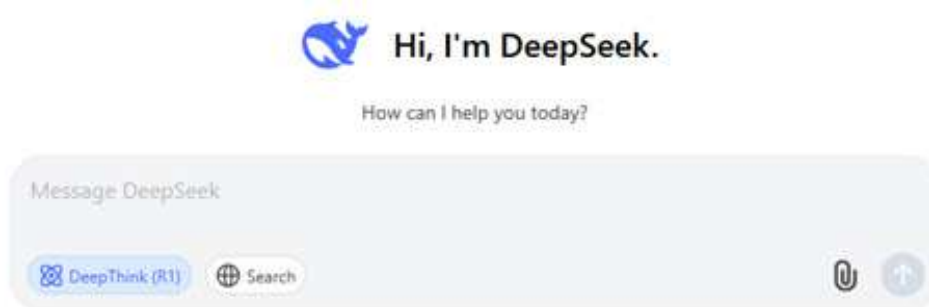 Hi, I'm DeepSeek.
How can I help you today?
Message DeepSeek
DeepThink (R1) Search